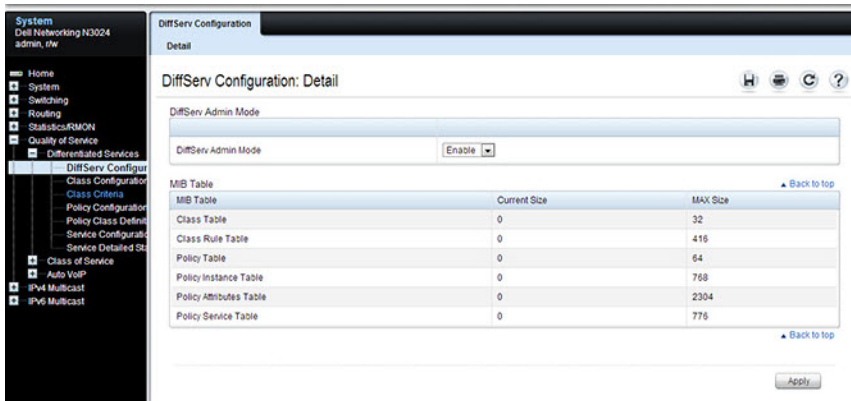 System
Dell Networking N3024
admin, r/w
Home
System
Switching
Routing
Statistics/RMON
Quality of Service
Differentiated Services
DiffServ Configur
Class Configuration
Class Criteria
Policy Configuration
Policy Class Definit
Service Configuratio
Service Detailed Sta
Class of Service
Auto VoIP
IPv4 Multicast
IPv6 Multicast
DiffServ Configuration
Detail
DiffServ Configuration: Detail
DiffServ Admin Mode
DiffServ Admin Mode Enable
MIB Table Back to top
MIB Table Current Size MAX Size
Class Table 0 32
Class Rule Table 0 416
Policy Table 0 64
Policy Instance Table 0 768
Policy Attributes Table 0 2304
Policy Service Table 0 776
Back to top
Apply